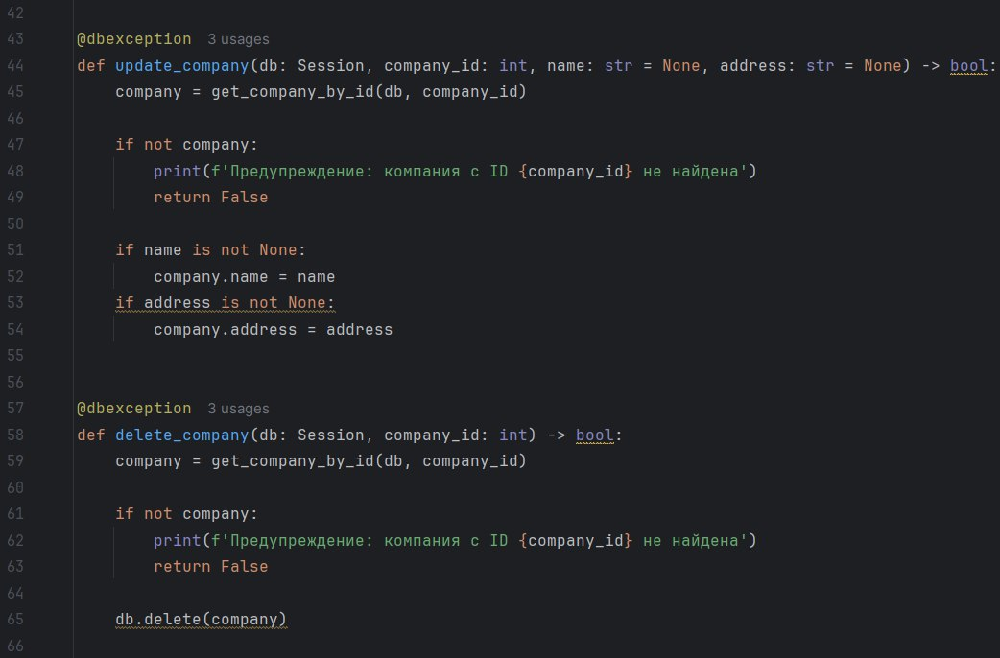 42
43 @dbexception 3 usages
44 def update_company(db: Session, company_id: int, name: str = None, address: str = None) -> bool:
45 company = get_company_by_id(db, company_id)
46
47 if not company:
48 print(f'Предупреждение: компания с ID {company_id} не найдена')
49 return False
50
51 if name is not None:
52 company.name = name
53 if address is not None:
54 company.address = address
55
56
57 @dbexception 3 usages
58 def delete_company(db: Session, company_id: int) -> bool:
59 company = get_company_by_id(db, company_id)
60
61 if not company:
62 print(f'Предупреждение: компания с ID {company_id} не найдена')
63 return False
64
65 db.delete(company)
66